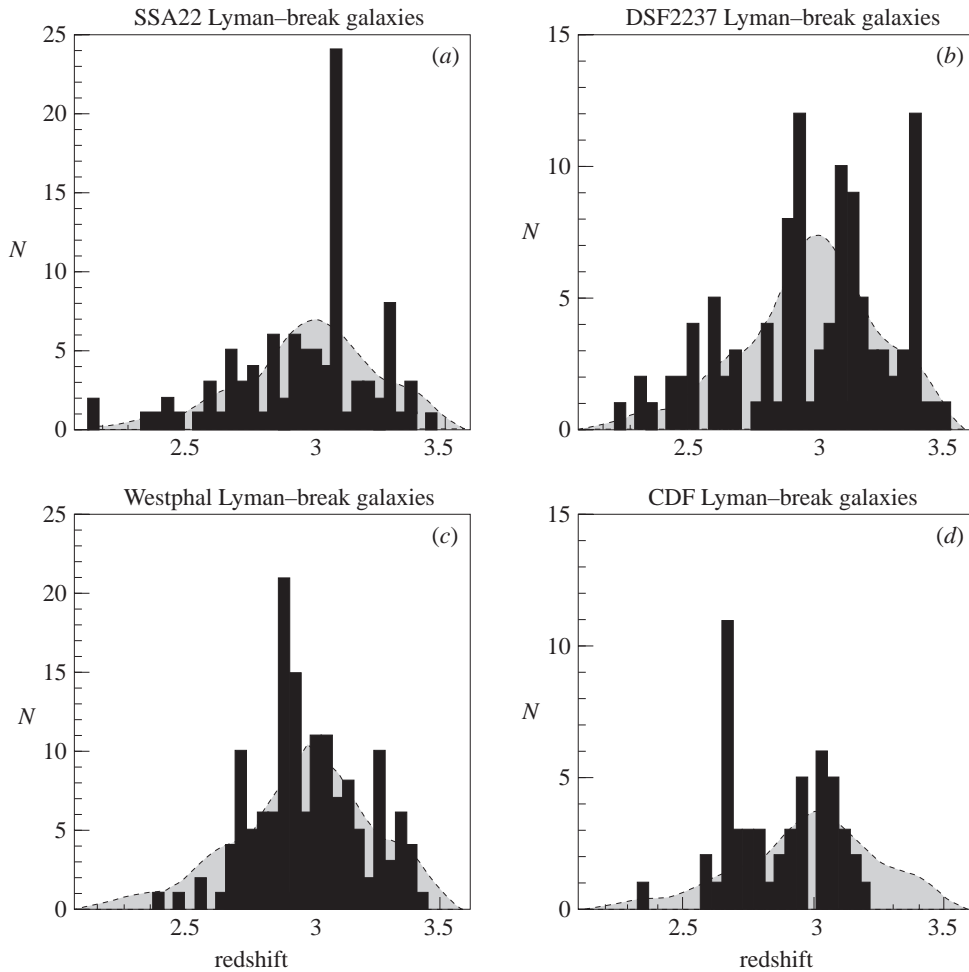 SSA22 Lyman–break galaxies
(a)
25
20
15
10
5
0
N
2.5 3 3.5
DSF2237 Lyman–break galaxies
(b)
15
10
5
0
N
2.5 3 3.5
Westphal Lyman–break galaxies
(c)
25
20
15
10
5
0
N
2.5 3 3.5
redshift
CDF Lyman–break galaxies
(d)
15
10
5
0
N
2.5 3 3.5
redshift